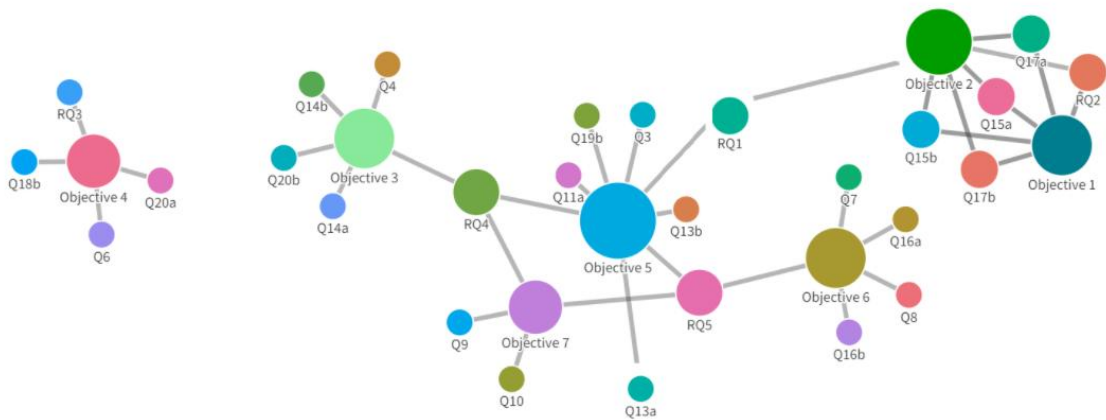 Objective 2
Q17a
RQ2
Q15a
Q15b
Q17b
Objective 1
Q4
Q14b
Objective 3
Q20b
Q14a
RQ3
Q18b
Objective 4
Q20a
Q6
Q19b
Q3
RQ1
Q11a
Q13b
RQ4
Objective 5
Q7
Q16a
Objective 6
Q8
Q16b
RQ5
Objective 7
Q9
Q10
Q13a